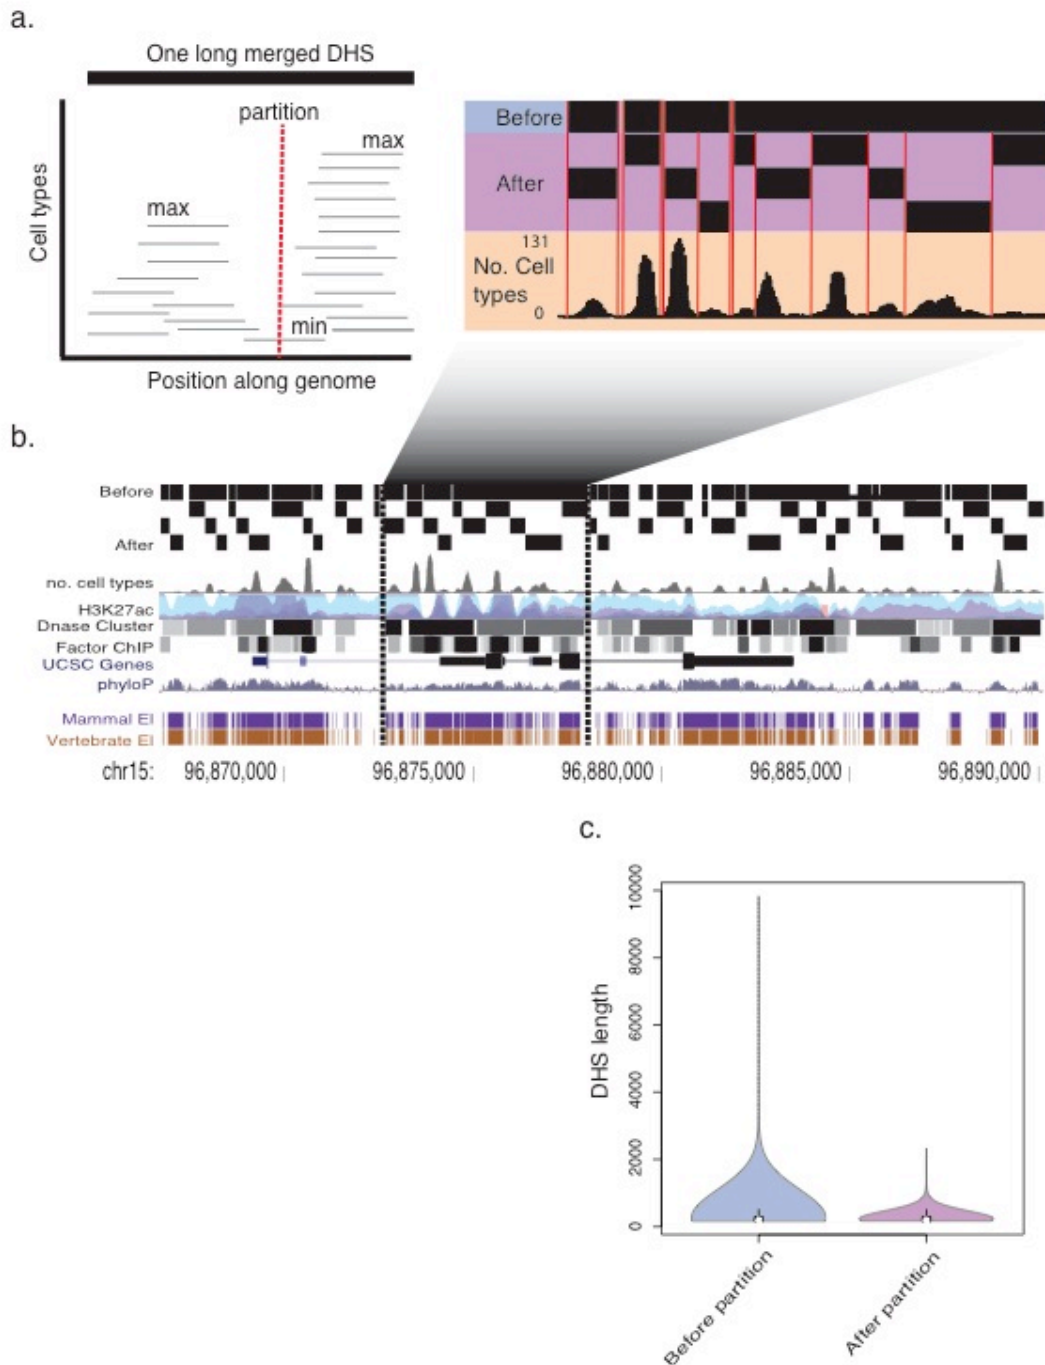 a.
One long merged DHS
partition
max
max
min
Cell types
Position along genome
Before
After
131
No. Cell
types
0
b.
Before
After
no. cell types
H3K27ac
Dnase Cluster
Factor ChIP
UCSC Genes
phyloP
Mammal El
Vertebrate El
chr15: 96,870,000 96,875,000 96,880,000 96,885,000 96,890,000
c.
DHS length
10000
8000
6000
4000
2000
0
Before partition
After partition